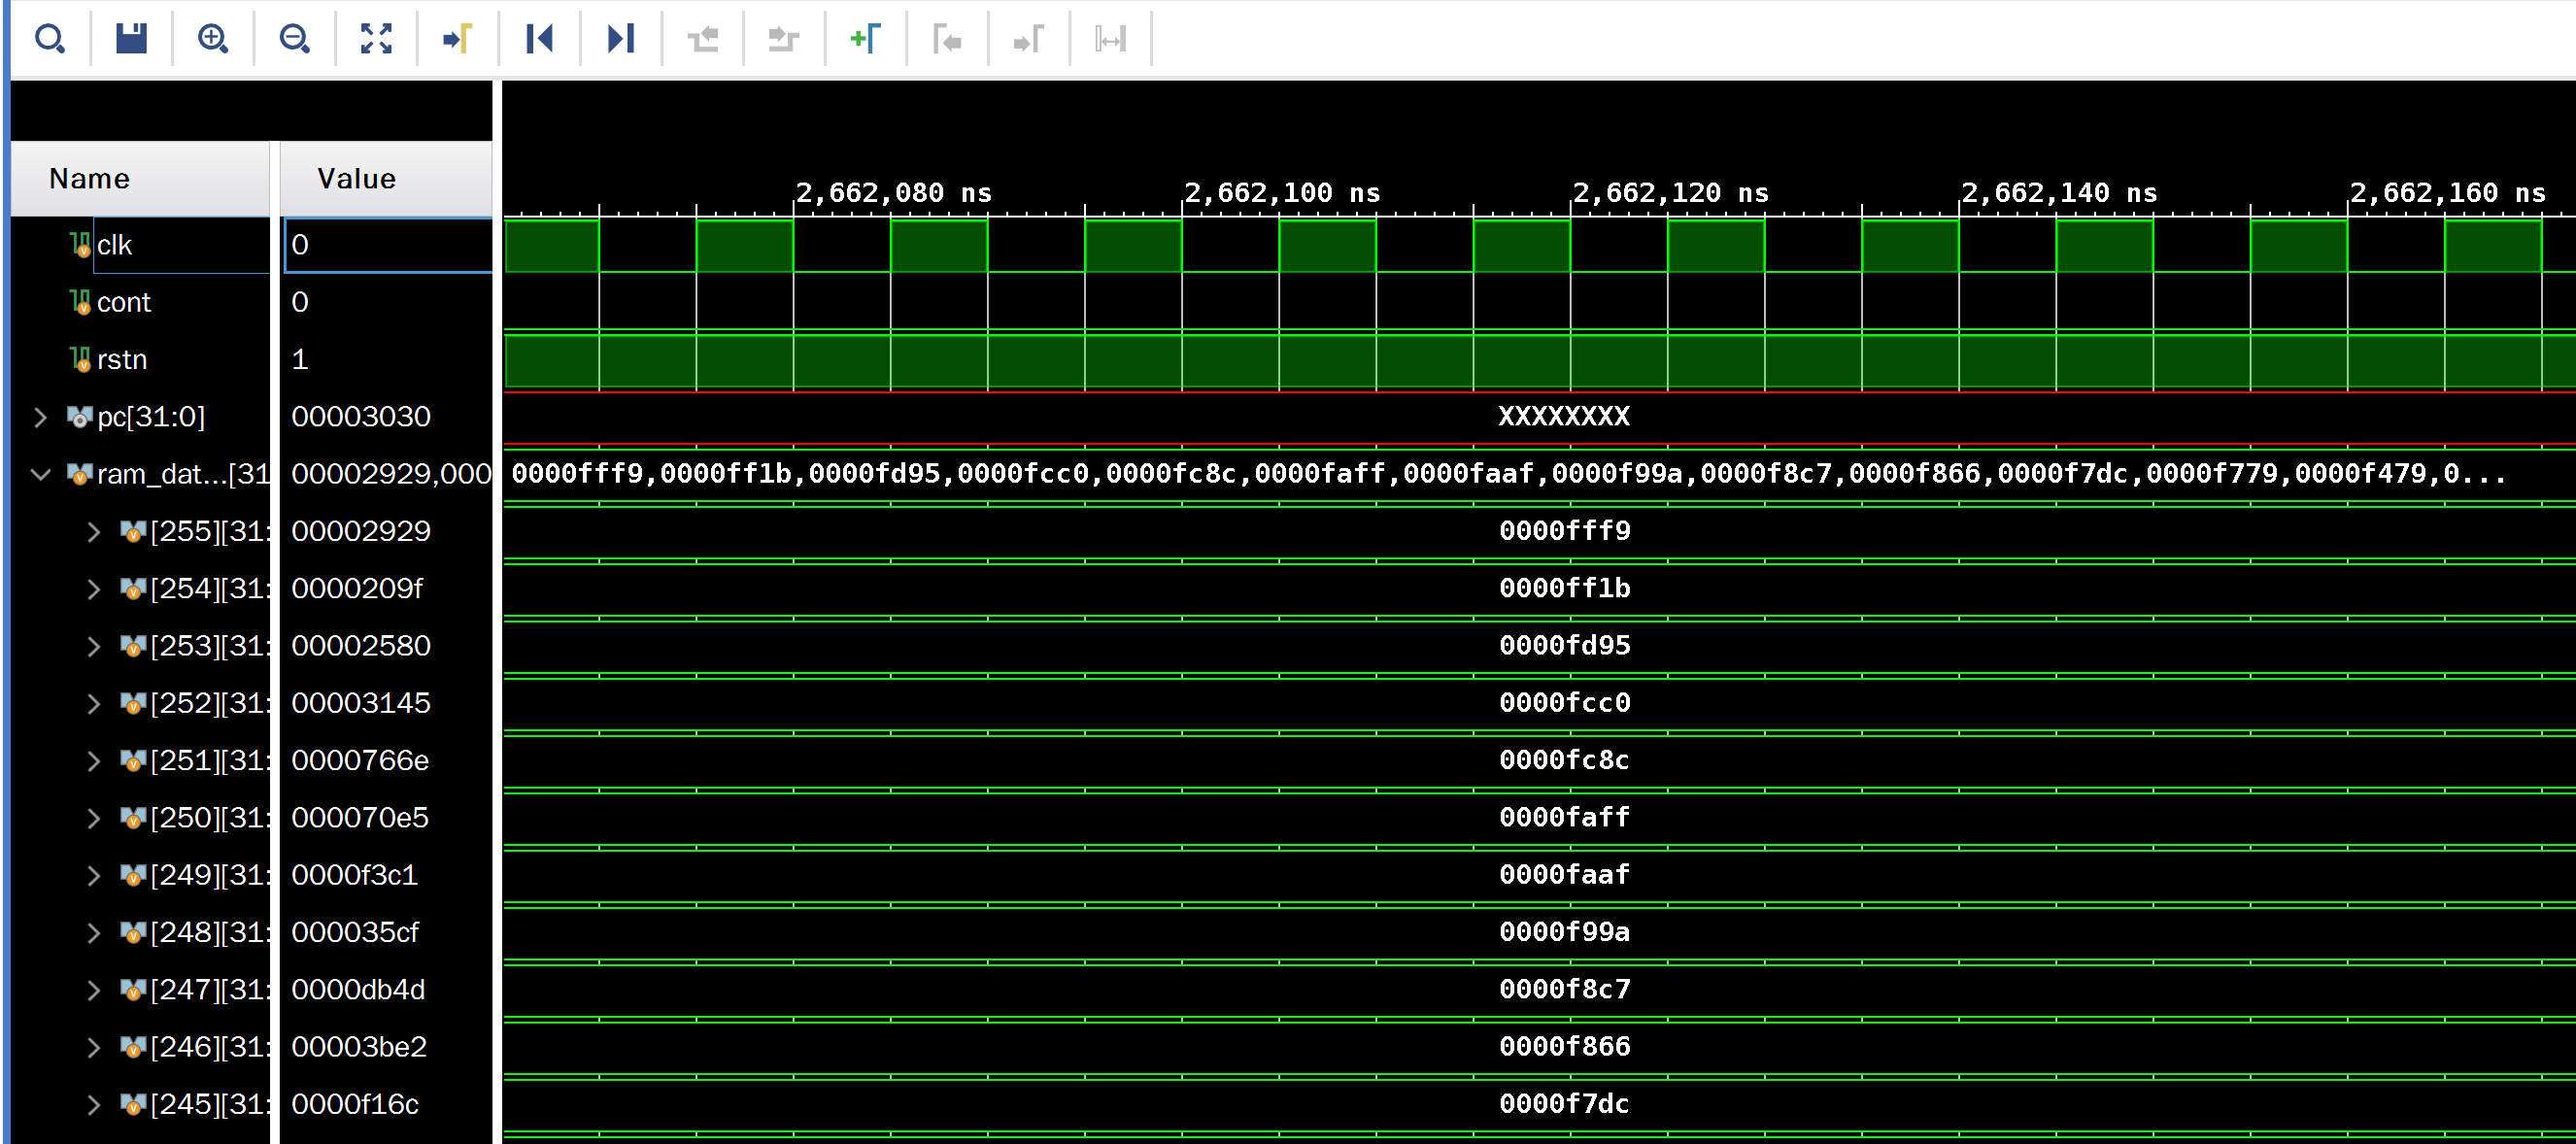 Name Value
2,662,080 ns 2,662,100 ns 2,662,120 ns 2,662,140 ns 2,662,160 ns
clk 0
cont 0
rstn 1
pc[31:0] 00003030 XXXXXXXX
ram_dat...[31 00002929,000 0000fff9,0000ff1b,0000fd95,0000fcc0,0000fc8c,0000faff,0000faaf,0000f99a,0000f8c7,0000f866,0000f7dc,0000f779,0000f479,0...
[255][31: 00002929 0000fff9
[254][31: 0000209f 0000ff1b
[253][31: 00002580 0000fd95
[252][31: 00003145 0000fcc0
[251][31: 0000766e 0000fc8c
[250][31: 000070e5 0000faff
[249][31: 0000f3c1 0000faaf
[248][31: 000035cf 0000f99a
[247][31: 0000db4d 0000f8c7
[246][31: 00003be2 0000f866
[245][31: 0000f16c 0000f7dc